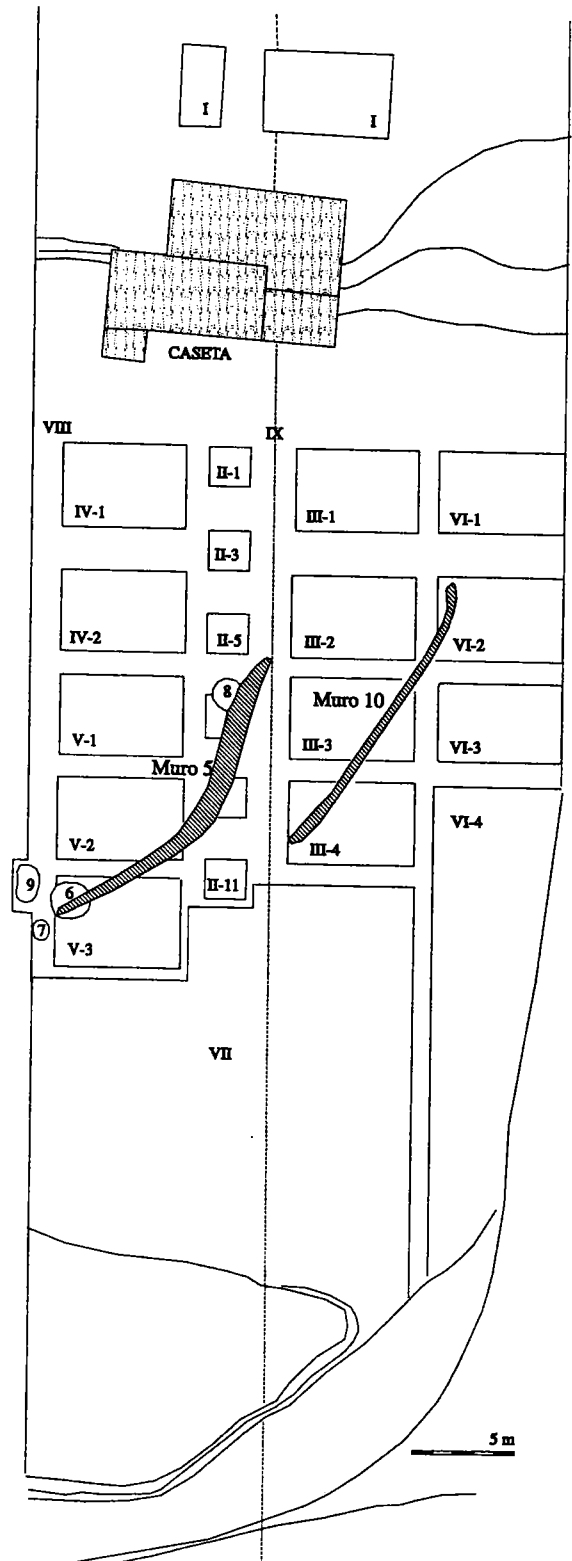 I
I
CASETA
VIII
IX
II-1
IV-1
III-1
VI-1
II-3
IV-2
II-5
III-2
VI-2
8
Muro 10
V-1
III-3
VI-3
Muro 5
V-2
III-4
VI-4
9
6
II-11
7
V-3
VII
5 m